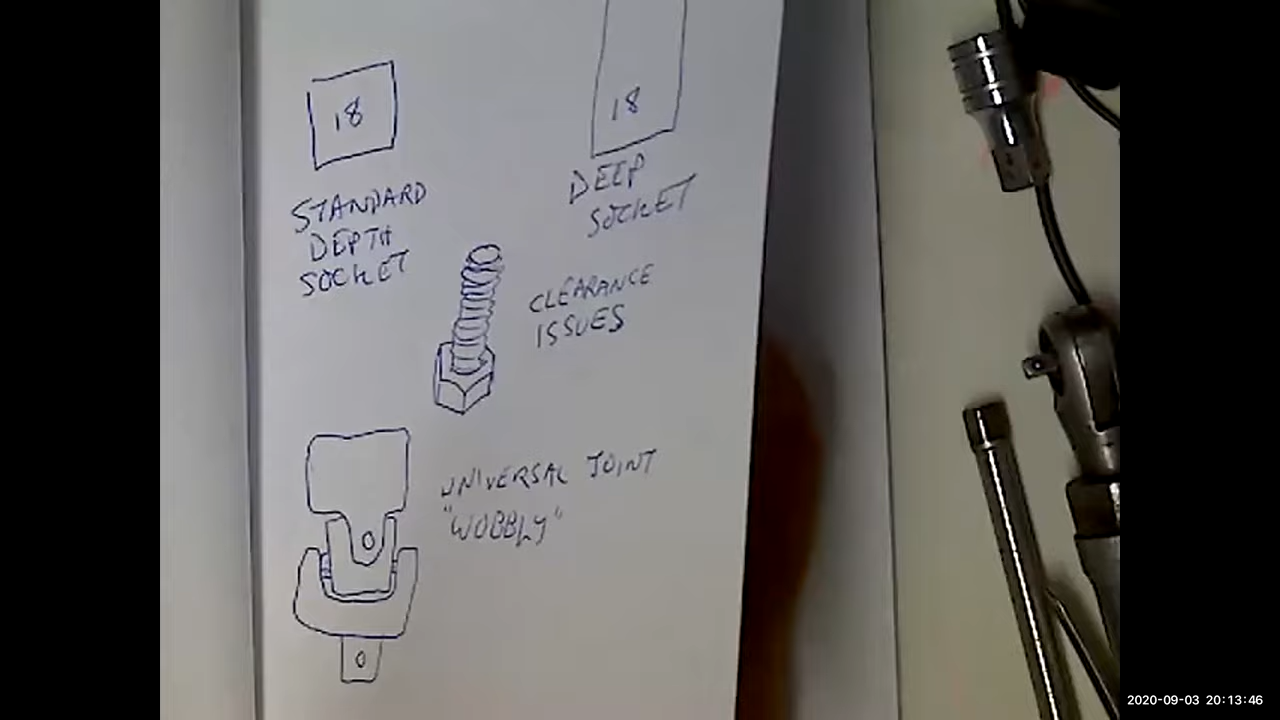 18
18
STANDARD
DEPTH
SOCKET
DEEP
SOCKET
CLEARANCE
ISSUES
UNIVERSAL JOINT
"WOBBLY"
2020-09-03 20:13:46